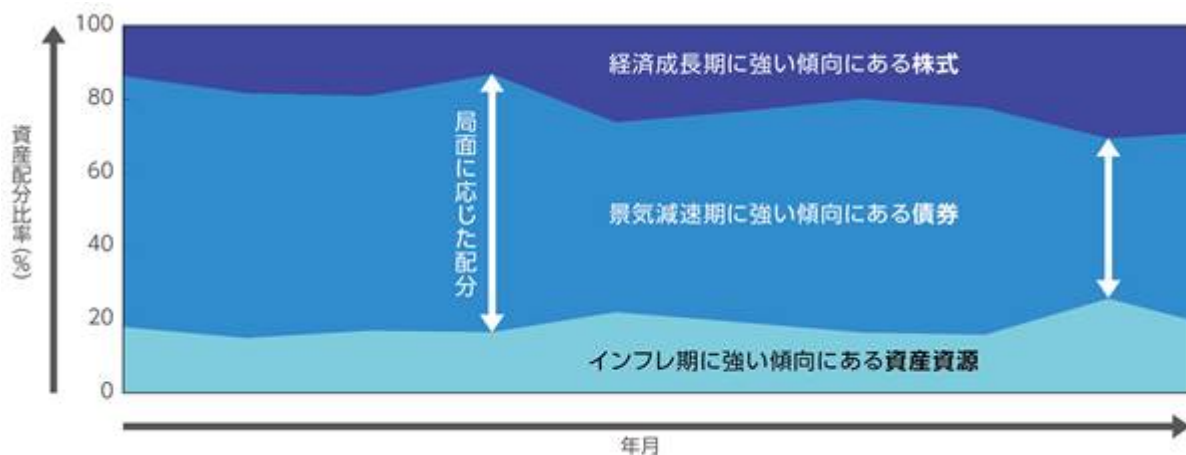 100
80
60
40
20
0
資産配分比率(%)
経済成長期に強い傾向にある株式
局面に応じた配分
景気減速期に強い傾向にある債券
インフレ期に強い傾向にある資産資源
年月